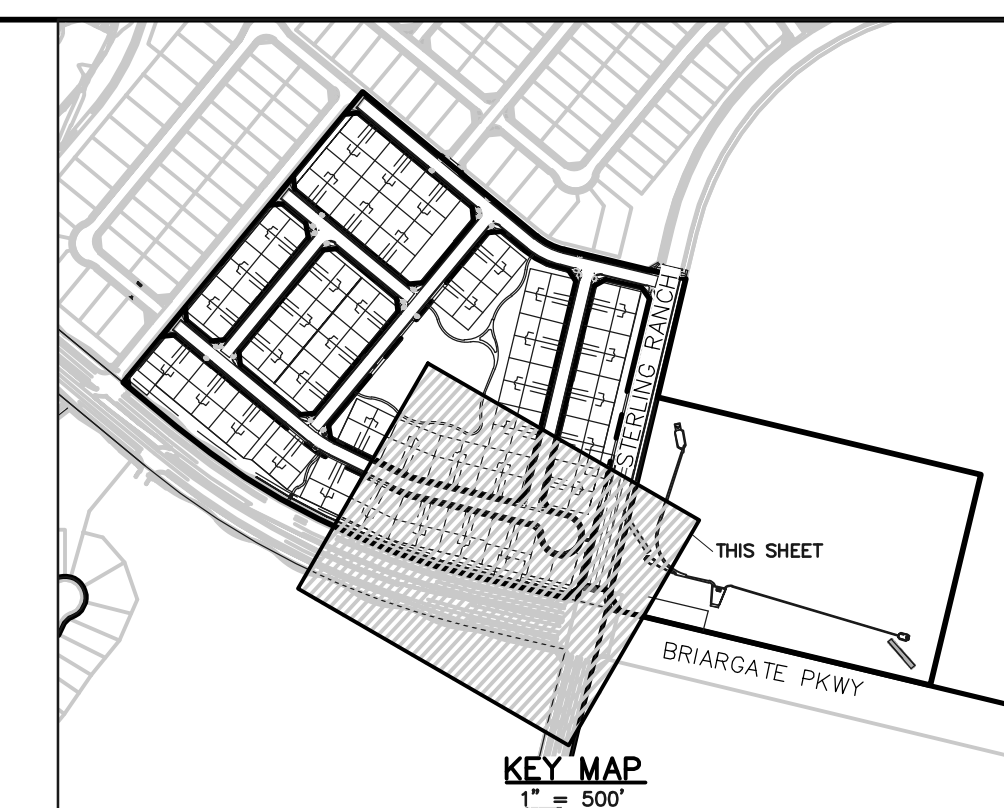 STERLING RANCH
THIS SHEET
BRIARGATE PKWY
KEY MAP
1" = 500'